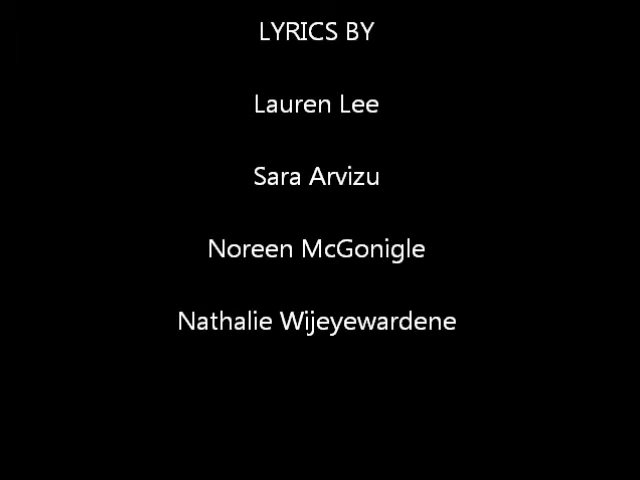 LYRICS BY
Lauren Lee
Sara Arvizu
Noreen McGonigle
Nathalie Wijeyewardene